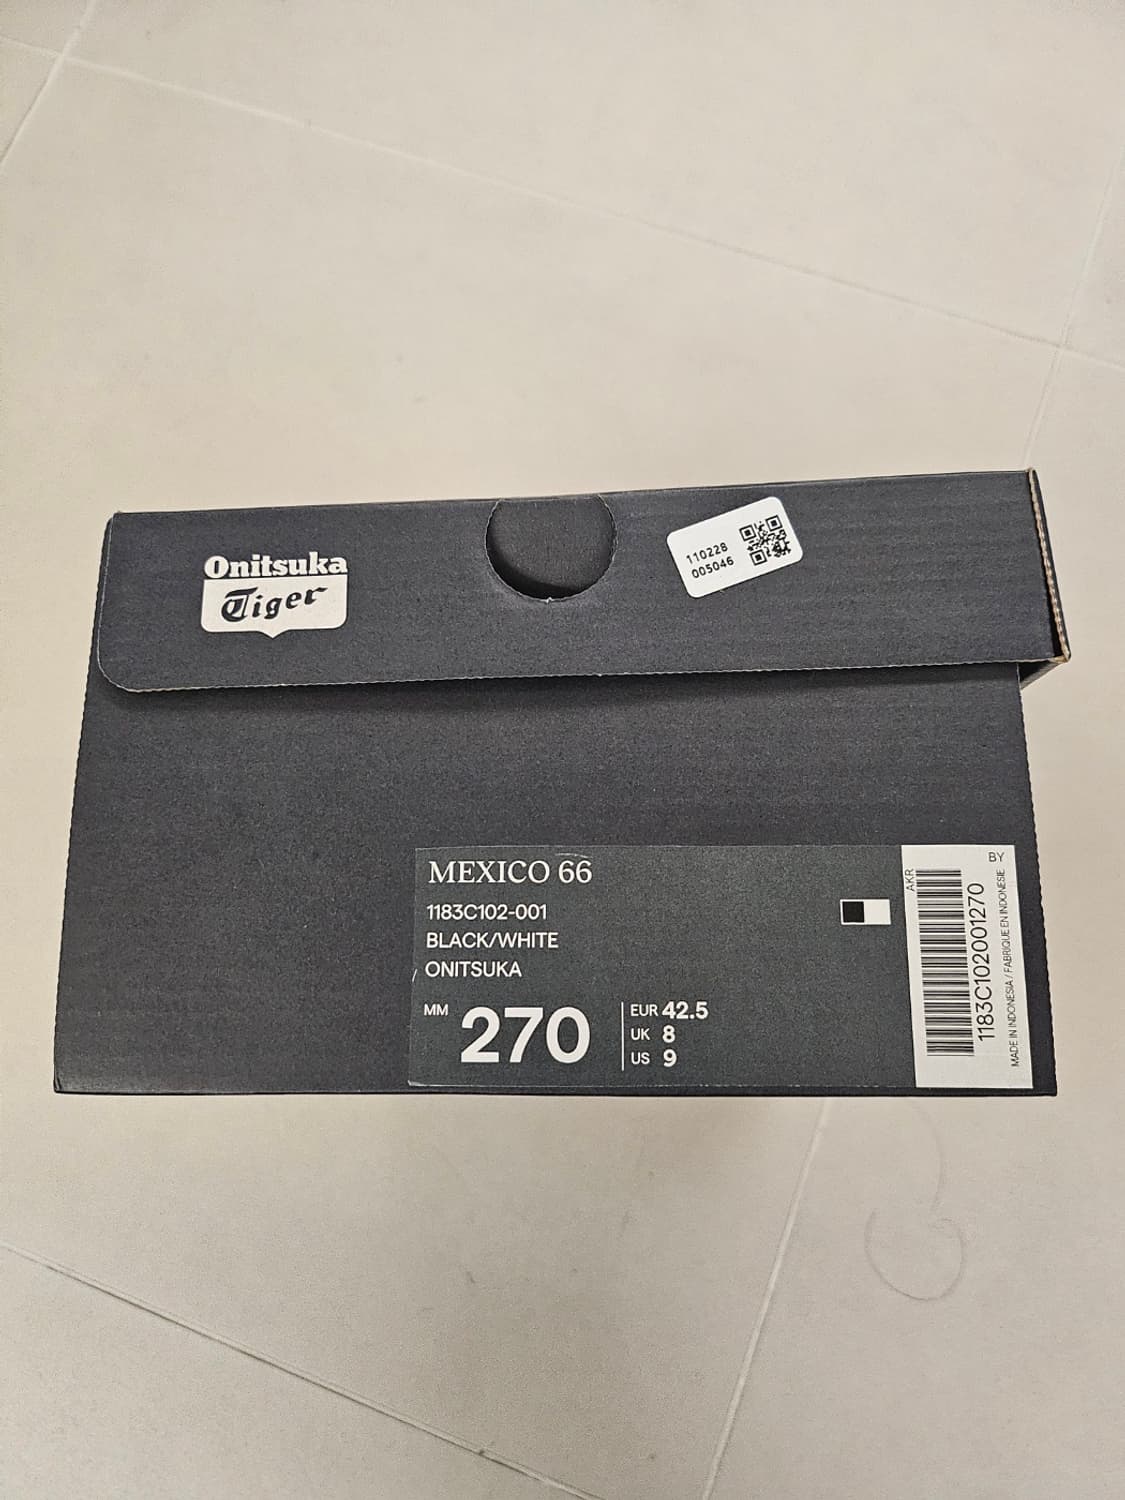 Onitsuka
Tiger
110228
005046
MEXICO 66
1183C102-001
BLACK/WHITE
ONITSUKA
MM 270
EUR 42.5
UK 8
US 9
AKR
BY
1183C102001270
MADE IN INDONESIA / FABRIQUE EN INDONESIE